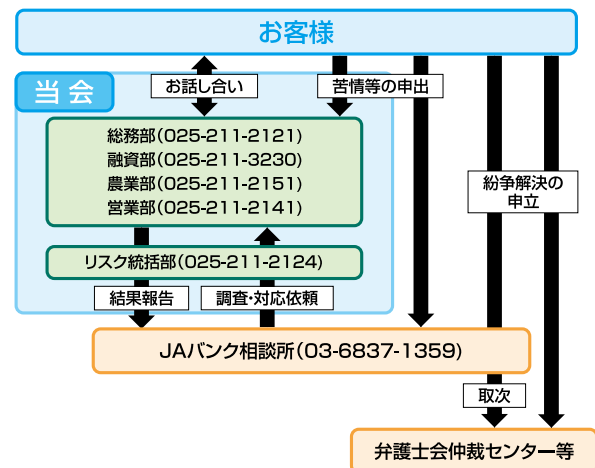 お客様
当会
お話し合い
苦情等の申出
総務部(025-211-2121)
融資部(025-211-3230)
農業部(025-211-2151)
営業部(025-211-2141)
紛争解決の
申立
リスク統括部(025-211-2124)
結果報告
調査・対応依頼
JAバンク相談所(03-6837-1359)
取次
弁護士会仲裁センター等